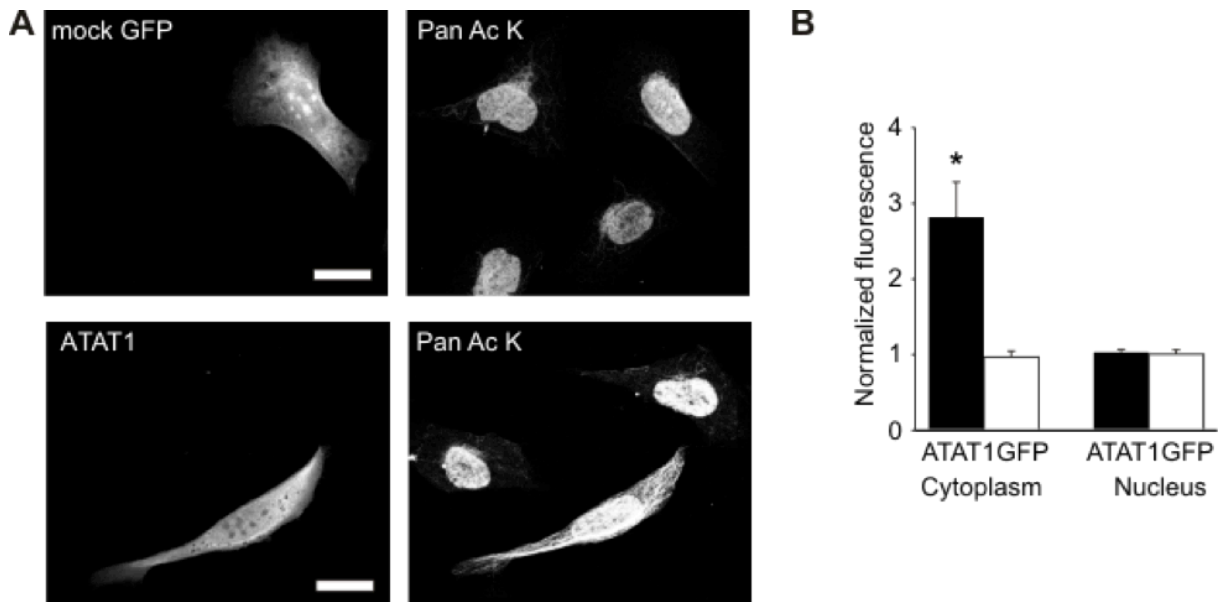 A
mock GFP
Pan Ac K
ATAT1
Pan Ac K
B
Normalized fluorescence
4
3
2
1
0
*
ATAT1GFP
Cytoplasm
ATAT1GFP
Nucleus